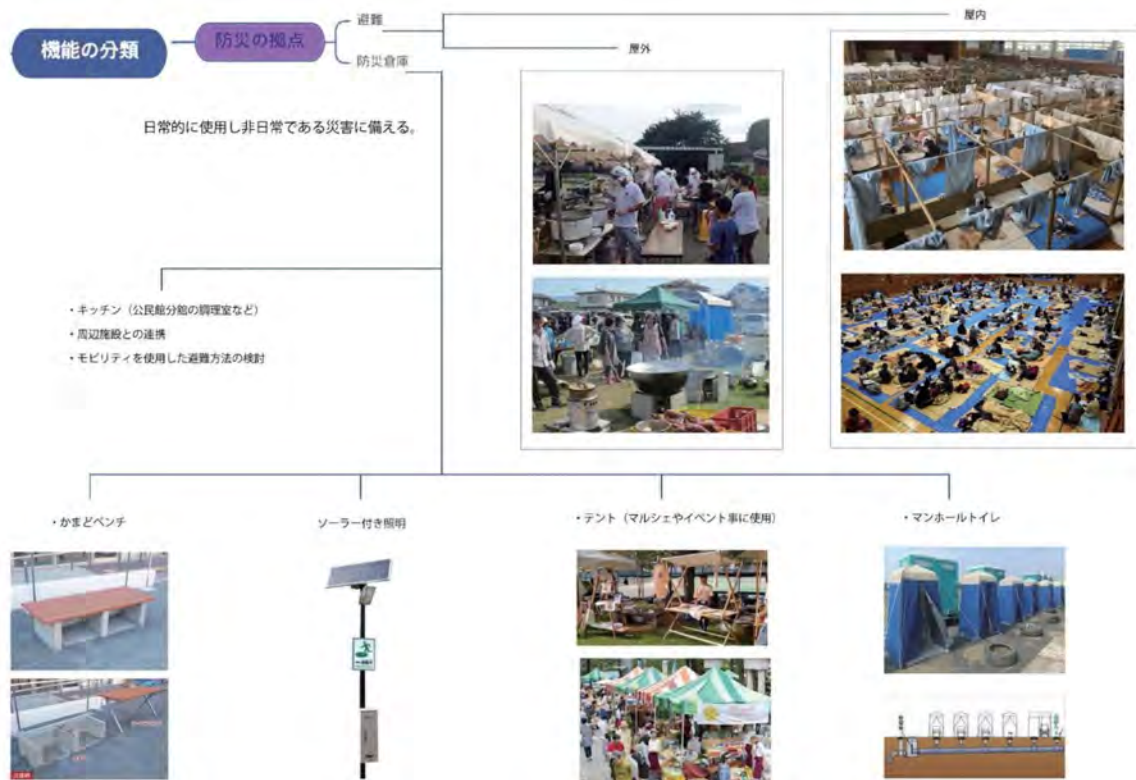 機能の分類
防災の拠点
避難
防災倉庫
屋内
屋外
日常的に使用し非日常である災害に備える。
・キッチン（公民館分館の調理室など）
・周辺施設との連携
・モビリティを使用した避難方法の検討
・かまどベンチ
ソーラー付き照明
・テント（マルシェやイベント事に使用）
・マンホールトイレ